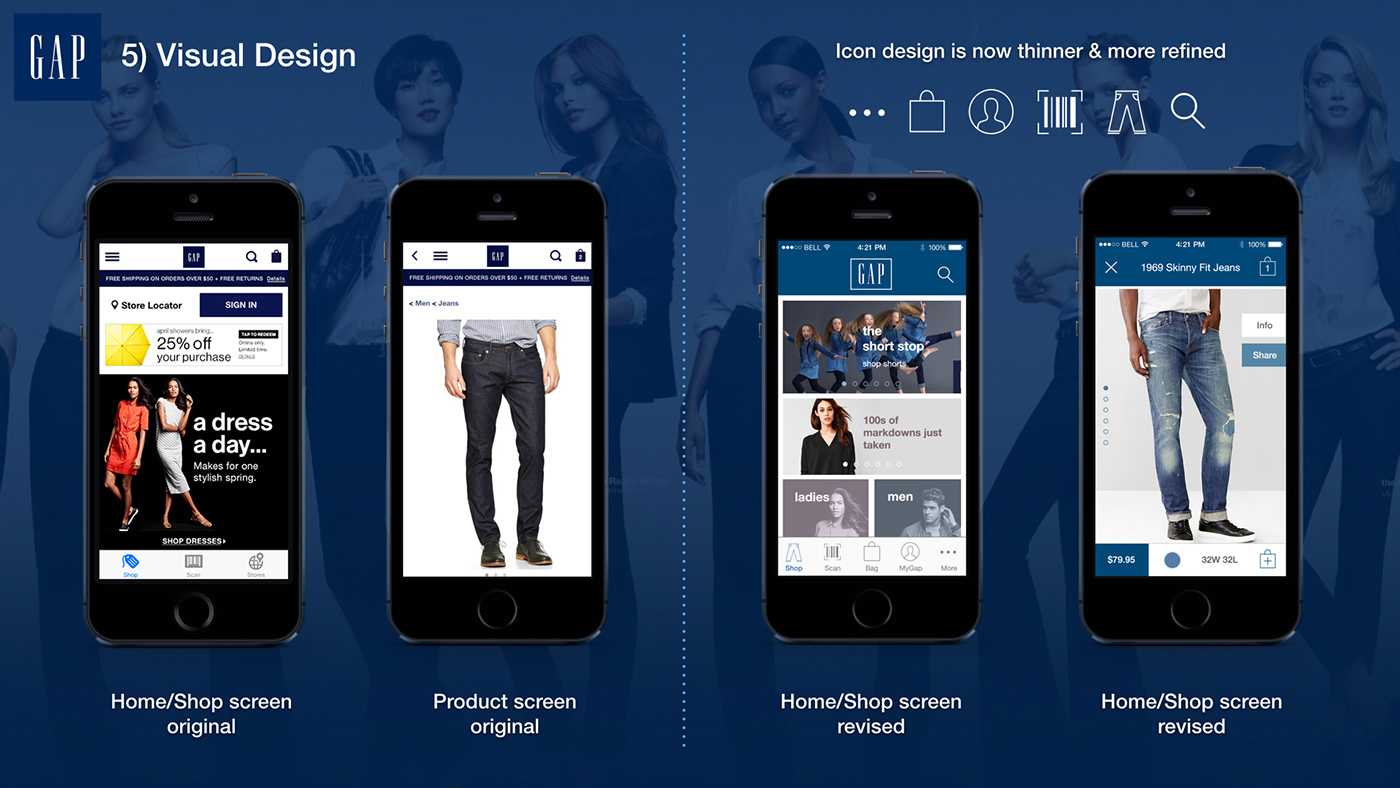 GAP
5) Visual Design
Icon design is now thinner & more refined
GAP
FREE SHIPPING ON ORDERS OVER $50 + FREE RETURNS Details
Store Locator
SIGN IN
april showers bring...
25% off
your purchase
TAP TO REDEEM
Online only.
Limited time.
DETAILS
a dress
a day...
Makes for one
stylish spring.
SHOP DRESSES
Shop
Scan
Stores
Home/Shop screen
original
GAP
2
FREE SHIPPING ON ORDERS OVER $50 + FREE RETURNS Details
< Men < Jeans
Product screen
original
BELL
4:21 PM
100%
GAP
the
short stop
shop shorts
100s of
markdowns just
taken
ladies
men
Shop
Scan
Bag
MyGap
More
Home/Shop screen
revised
BELL
4:21 PM
100%
1969 Skinny Fit Jeans
1
Info
Share
$79.95
32W 32L
Home/Shop screen
revised